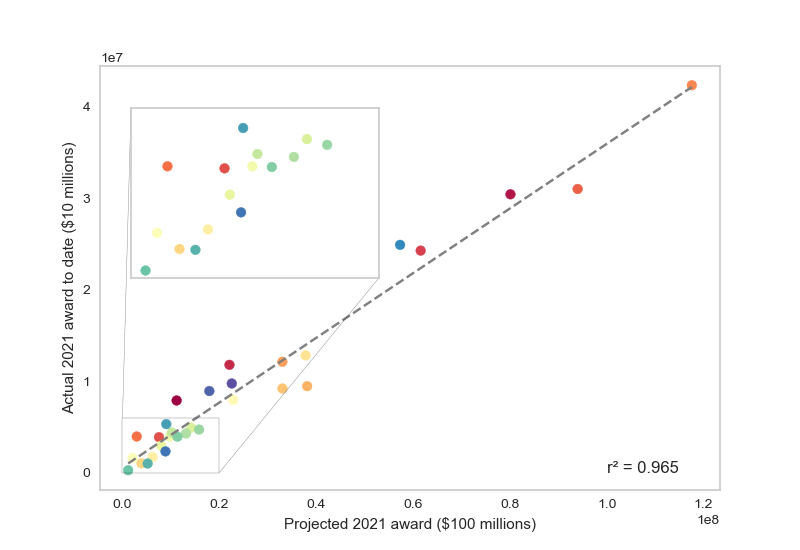 1e7
4
3
2
1
0
Actual 2021 award to date ($10 millions)
r² = 0.965
0.0 0.2 0.4 0.6 0.8 1.0 1.2
1e8
Projected 2021 award ($100 millions)